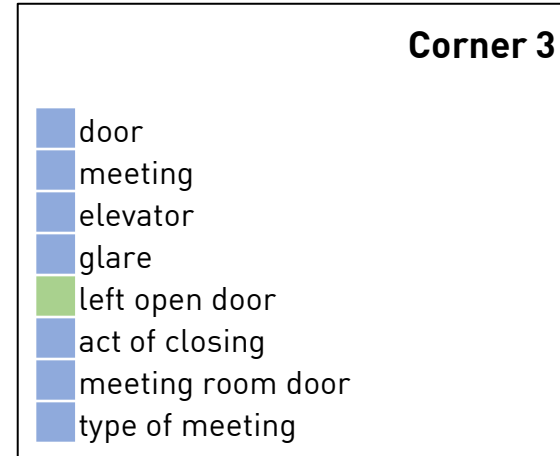 Corner 3
door
meeting
elevator
glare
left open door
act of closing
meeting room door
type of meeting